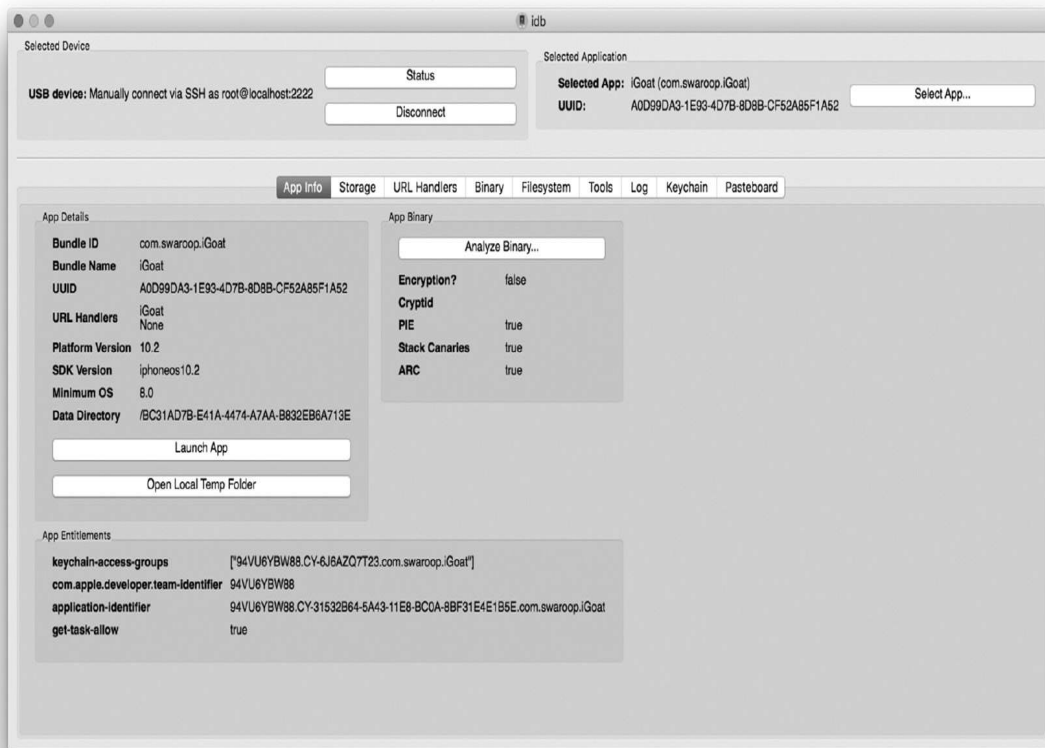 idb
Selected Device
USB device: Manually connect via SSH as root@localhost:2222
Status
Disconnect
Selected Application
Selected App: iGoat (com.swaroop.iGoat)
UUID: A0D99DA3-1E93-4D7B-8D8B-CF52A85F1A52
Select App...
App Info Storage URL Handlers Binary Filesystem Tools Log Keychain Pasteboard
App Details
Bundle ID com.swaroop.iGoat
Bundle Name iGoat
UUID A0D99DA3-1E93-4D7B-8D8B-CF52A85F1A52
URL Handlers iGoat
None
Platform Version 10.2
SDK Version iphoneos10.2
Minimum OS 8.0
Data Directory /BC31AD7B-E41A-4474-A7AA-B832EB6A713E
Launch App
Open Local Temp Folder
App Binary
Analyze Binary...
Encryption? false
Cryptid
PIE true
Stack Canaries true
ARC true
App Entitlements
keychain-access-groups ["94VU6YBW88.CY-6J6AZQ7T23.com.swaroop.iGoat"]
com.apple.developer.team-identifier 94VU6YBW88
application-identifier 94VU6YBW88.CY-31532B64-5A43-11E8-BC0A-8BF31E4E1B5E.com.swaroop.iGoat
get-task-allow true